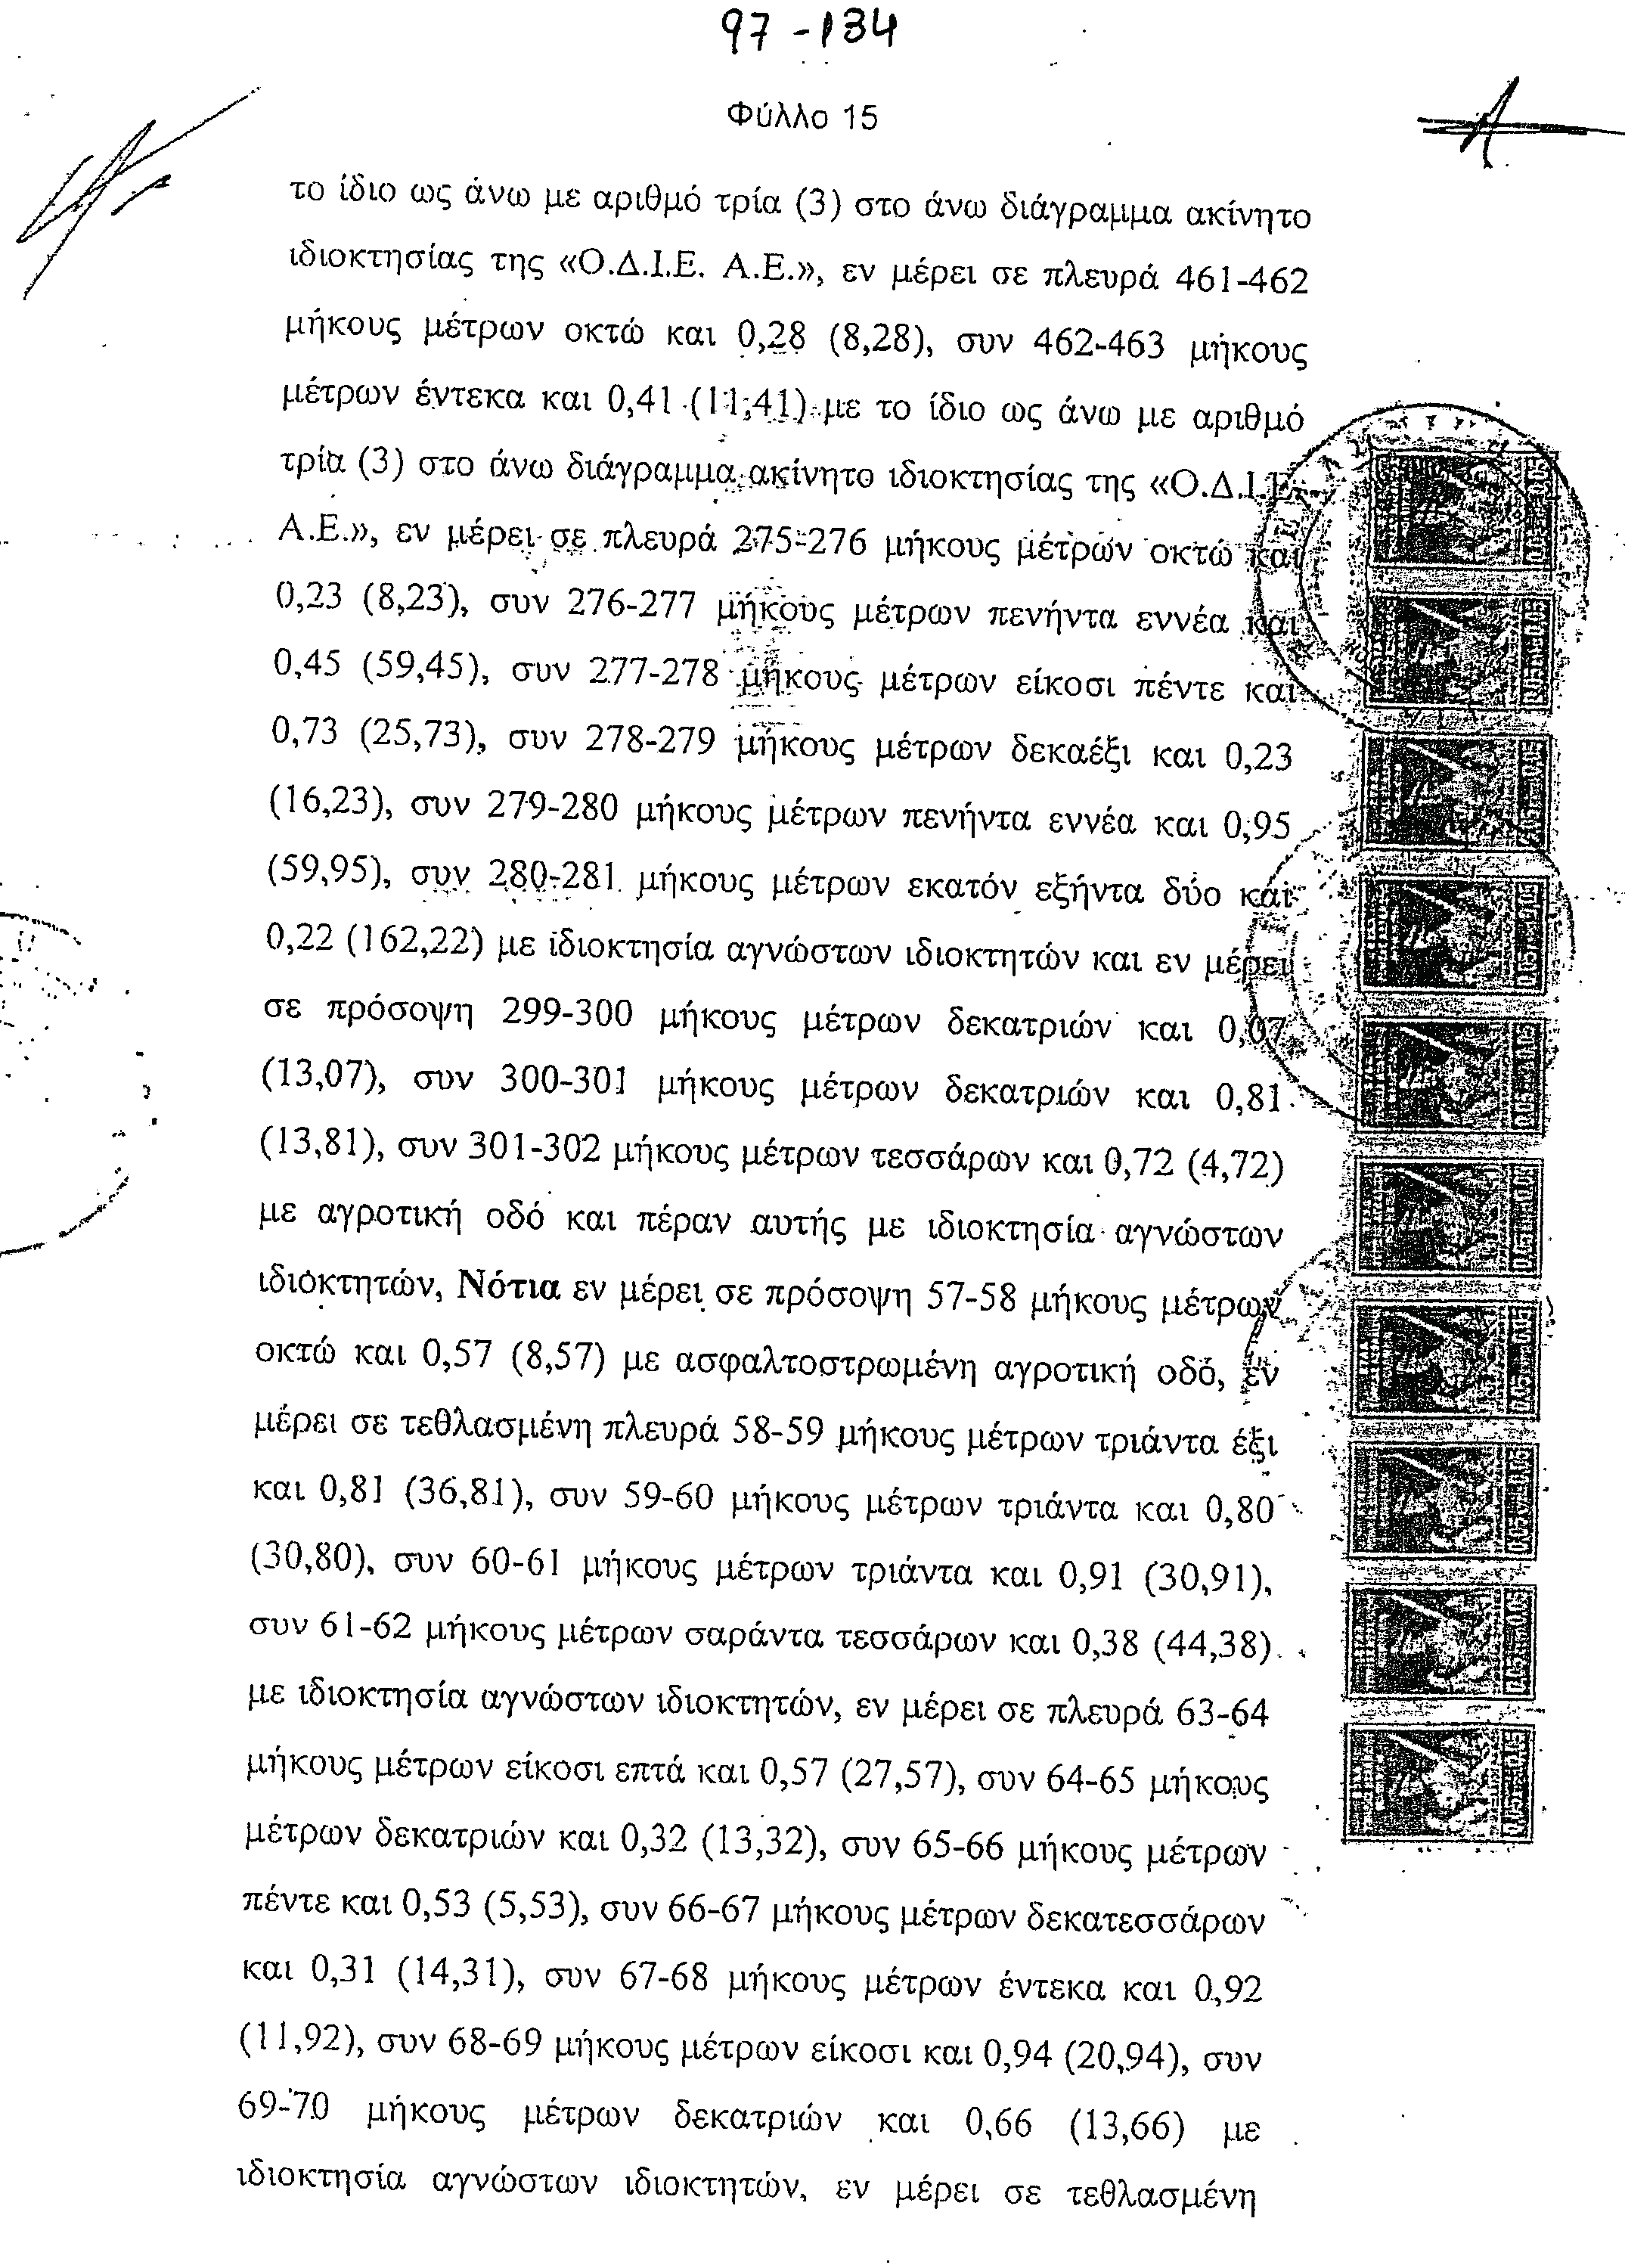 97-134
Φύλλο 15
το ίδιο ως άνω με αριθμό τρία (3) στο άνω διάγραμμα ακίνητο
ιδιοκτησίας της «Ο.Δ.Ι.Ε. Α.Ε.», εν μέρει σε πλευρά 461-462
μήκους μέτρων οκτώ και 0,28 (8,28), συν 462-463 μήκους
μέτρων έντεκα και 0,41 (11,41) με το ίδιο ως άνω με αριθμό
τρία (3) στο άνω διάγραμμα ακίνητο ιδιοκτησίας της «Ο.Δ.Ι.Ε.
Α.Ε.», εν μέρει σε πλευρά 275-276 μήκους μέτρων οκτώ και
0,23 (8,23), συν 276-277 μήκους μέτρων πενήντα εννέα και
0,45 (59,45), συν 277-278 μήκους μέτρων είκοσι πέντε και
0,73 (25,73), συν 278-279 μήκους μέτρων δεκαέξι και 0,23
(16,23), συν 279-280 μήκους μέτρων πενήντα εννέα και 0,95
(59,95), συν 280-281 μήκους μέτρων εκατόν εξήντα δύο και
0,22 (162,22) με ιδιοκτησία αγνώστων ιδιοκτητών και εν μέρει
σε πρόσοψη 299-300 μήκους μέτρων δεκατριών και 0,07
(13,07), συν 300-301 μήκους μέτρων δεκατριών και 0,81
(13,81), συν 301-302 μήκους μέτρων τεσσάρων και 0,72 (4,72)
με αγροτική οδό και πέραν αυτής με ιδιοκτησία αγνώστων
ιδιοκτητών, Νότια εν μέρει σε πρόσοψη 57-58 μήκους μέτρων
οκτώ και 0,57 (8,57) με ασφαλτοστρωμένη αγροτική οδό, εν
μέρει σε τεθλασμένη πλευρά 58-59 μήκους μέτρων τριάντα έξι
και 0,81 (36,81), συν 59-60 μήκους μέτρων τριάντα και 0,80
(30,80), συν 60-61 μήκους μέτρων τριάντα και 0,91 (30,91),
συν 61-62 μήκους μέτρων σαράντα τεσσάρων και 0,38 (44,38)
με ιδιοκτησία αγνώστων ιδιοκτητών, εν μέρει σε πλευρά 63-64
μήκους μέτρων είκοσι επτά και 0,57 (27,57), συν 64-65 μήκους
μέτρων δεκατριών και 0,32 (13,32), συν 65-66 μήκους μέτρων
πέντε και 0,53 (5,53), συν 66-67 μήκους μέτρων δεκατεσσάρων
και 0,31 (14,31), συν 67-68 μήκους μέτρων έντεκα και 0,92
(11,92), συν 68-69 μήκους μέτρων είκοσι και 0,94 (20,94), συν
69-70 μήκους μέτρων δεκατριών και 0,66 (13,66) με
ιδιοκτησία αγνώστων ιδιοκτητών, εν μέρει σε τεθλασμένη